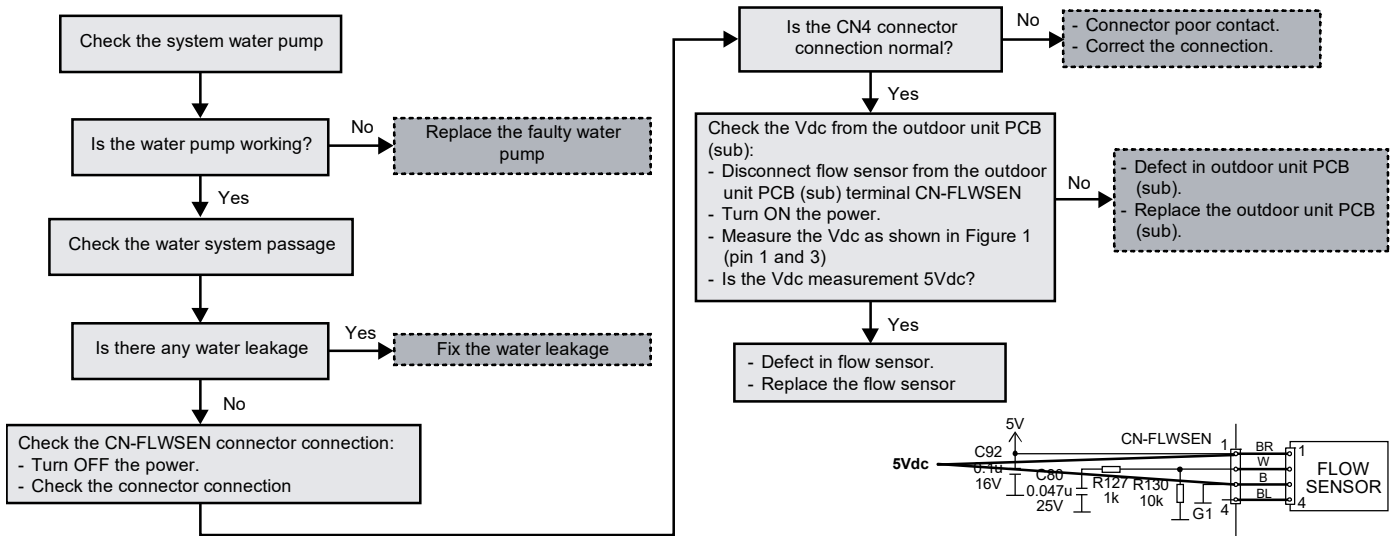 Check the system water pump
Is the water pump working?
No
Replace the faulty water
pump
Yes
Check the water system passage
Is there any water leakage
Yes
Fix the water leakage
No
Check the CN-FLWSEN connector connection:
- Turn OFF the power.
- Check the connector connection
Is the CN4 connector
connection normal?
No
- Connector poor contact.
- Correct the connection.
Yes
Check the Vdc from the outdoor unit PCB
(sub):
- Disconnect flow sensor from the outdoor
unit PCB (sub) terminal CN-FLWSEN
- Turn ON the power.
- Measure the Vdc as shown in Figure 1
(pin 1 and 3)
- Is the Vdc measurement 5Vdc?
No
- Defect in outdoor unit PCB
(sub).
- Replace the outdoor unit PCB
(sub).
Yes
- Defect in flow sensor.
- Replace the flow sensor
5V
5Vdc
C92
0.1u
16V
C80
0.047u
25V
R127
1k
R130
10k
G1
CN-FLWSEN
1
4
BR
W
B
BL
1
4
FLOW
SENSOR